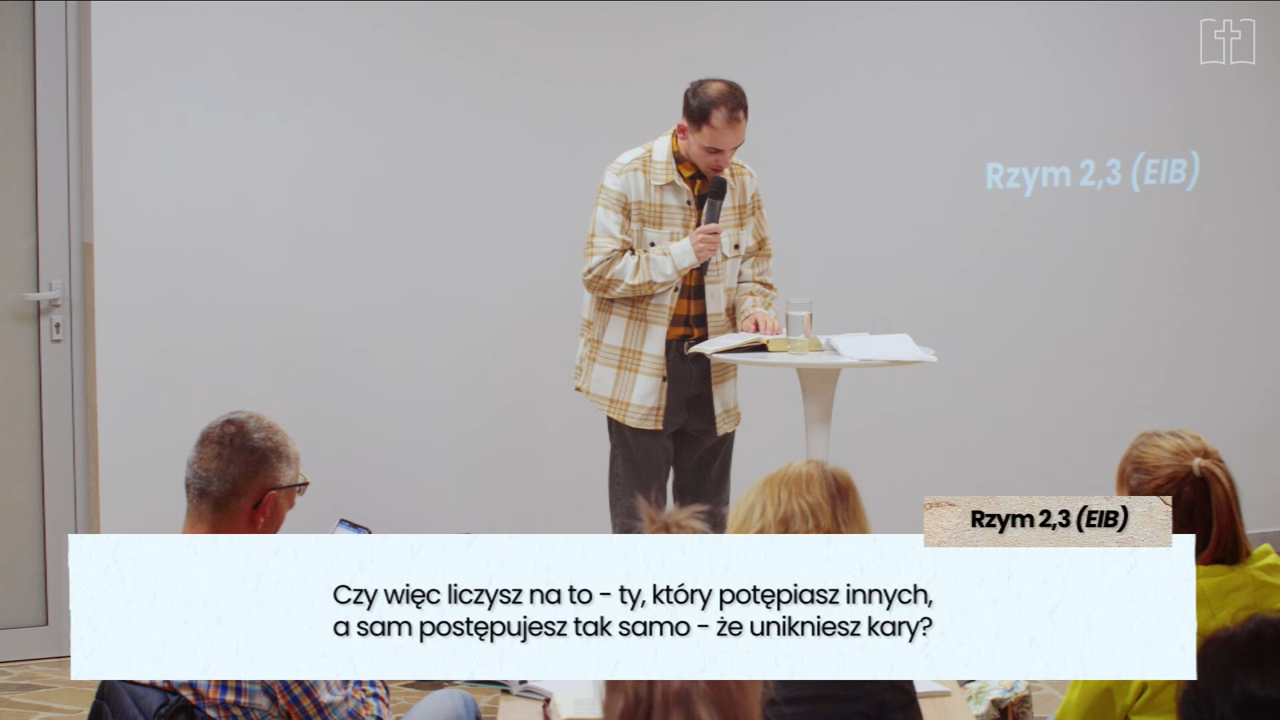 Rzym 2,3 (EIB)
Rzym 2,3 (EIB)
Czy więc liczysz na to - ty, który potępiasz innych,
a sam postępujesz tak samo - że unikniesz kary?